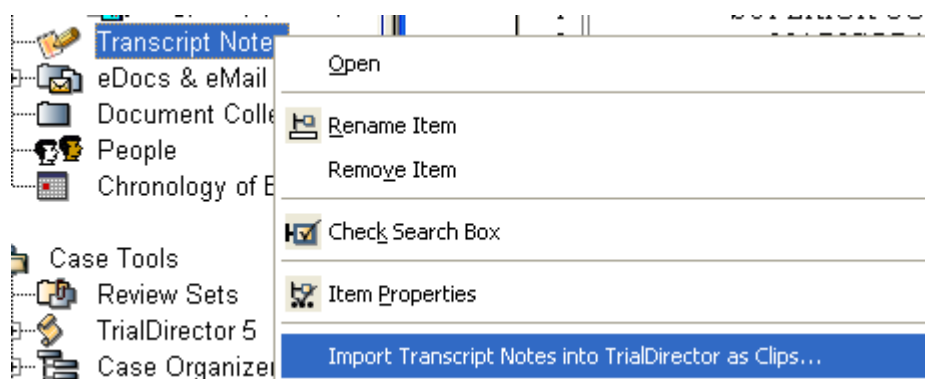 Transcript Note
eDocs & eMail
Document Colle
People
Chronology of E
Case Tools
Review Sets
TrialDirector 5
Case Organizer
Open
Rename Item
Remove Item
Check Search Box
Item Properties
Import Transcript Notes into TrialDirector as Clips...